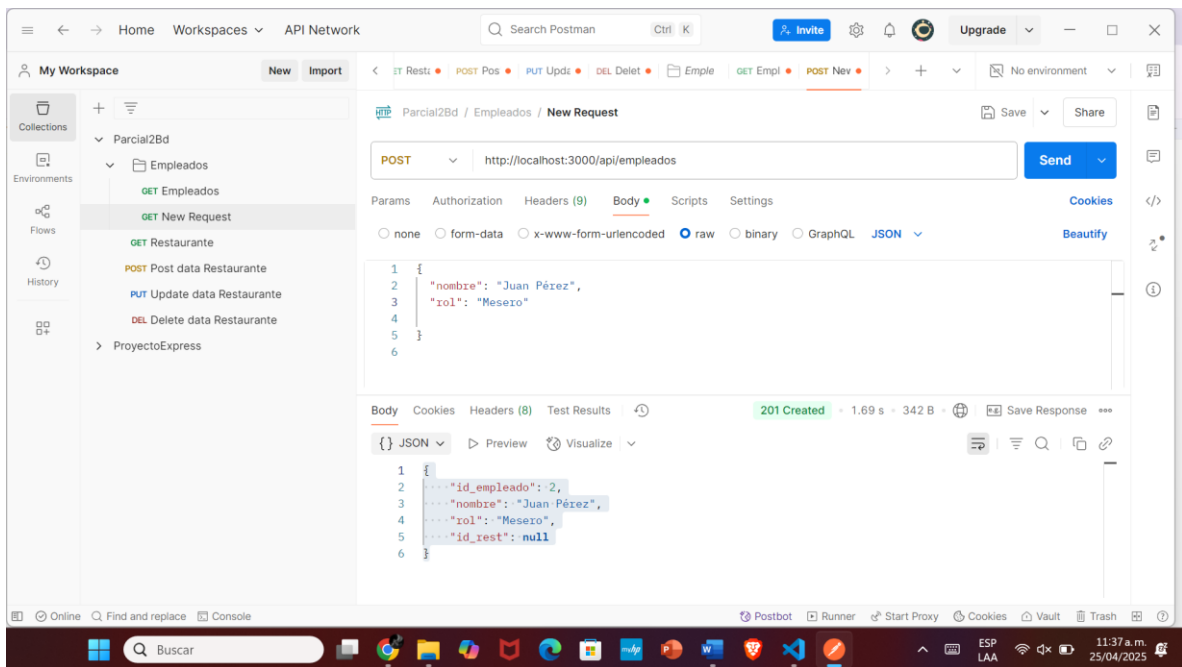 Home Workspaces API Network Search Postman Ctrl K Invite Upgrade
My Workspace New Import ET Resta POST Pos PUT Upda DEL Delet Emple GET Empl POST Nev No environment
Collections
Environments
Flows
History
Parcial2Bd
Empleados
GET Empleados
GET New Request
GET Restaurante
POST Post data Restaurante
PUT Update data Restaurante
DEL Delete data Restaurante
ProyectoExpress
HTTP Parcial2Bd / Empleados / New Request Save Share
POST http://localhost:3000/api/empleados Send
Params Authorization Headers (9) Body Scripts Settings Cookies
none form-data x-www-form-urlencoded raw binary GraphQL JSON Beautify
1 {
2 "nombre": "Juan Pérez",
3 "rol": "Mesero"
4
5 }
6
Body Cookies Headers (8) Test Results 201 Created 1.69 s 342 B Save Response
{} JSON Preview Visualize
1 {
2 "id_empleado": 2,
3 "nombre": "Juan Pérez",
4 "rol": "Mesero",
5 "id_rest": null
6 }
Online Find and replace Console Postbot Runner Start Proxy Cookies Vault Trash
Buscar ESP LAA 11:37 a. m. 25/04/2025